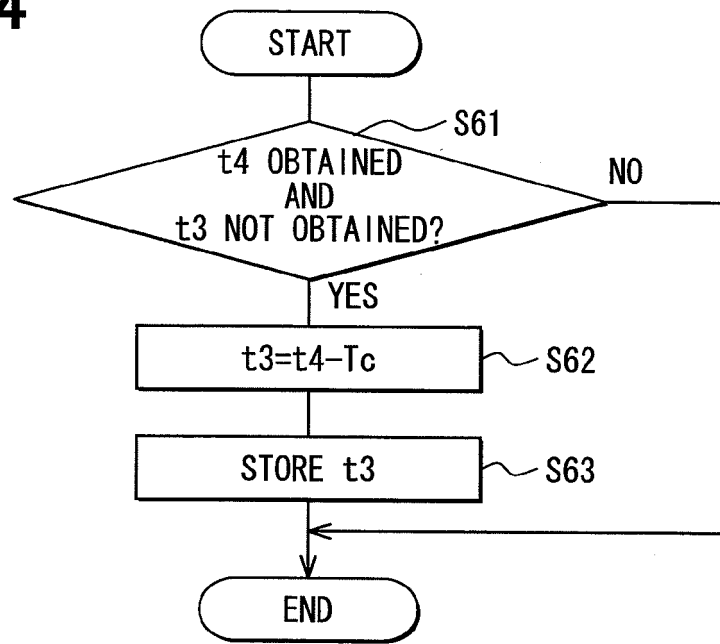 4
START
S61
t4 OBTAINED
AND
t3 NOT OBTAINED?
NO
YES
t3=t4-Tc
S62
STORE t3
S63
END